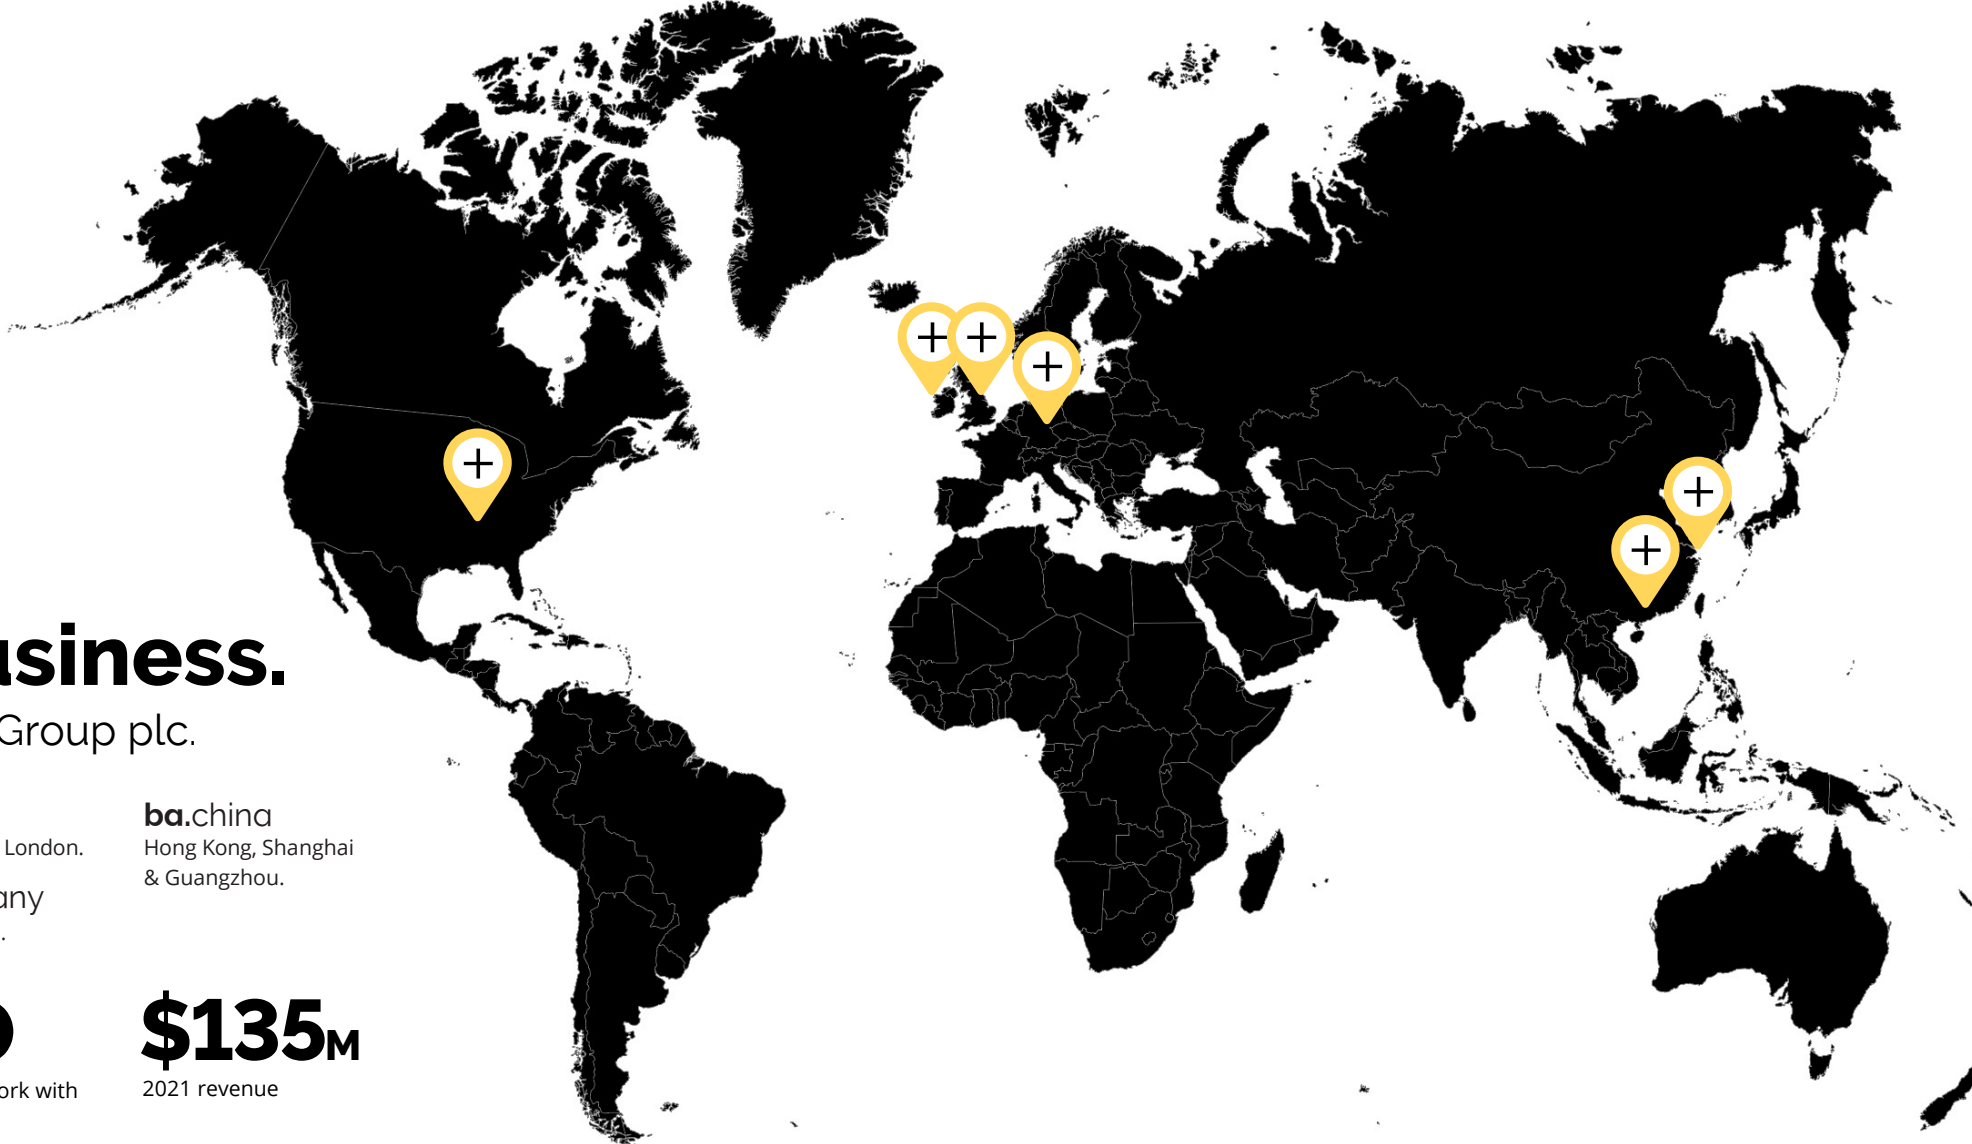 usiness.
Group plc.
London.
any
.
ba.china
Hong Kong, Shanghai
& Guangzhou.
ork with
$135M
2021 revenue